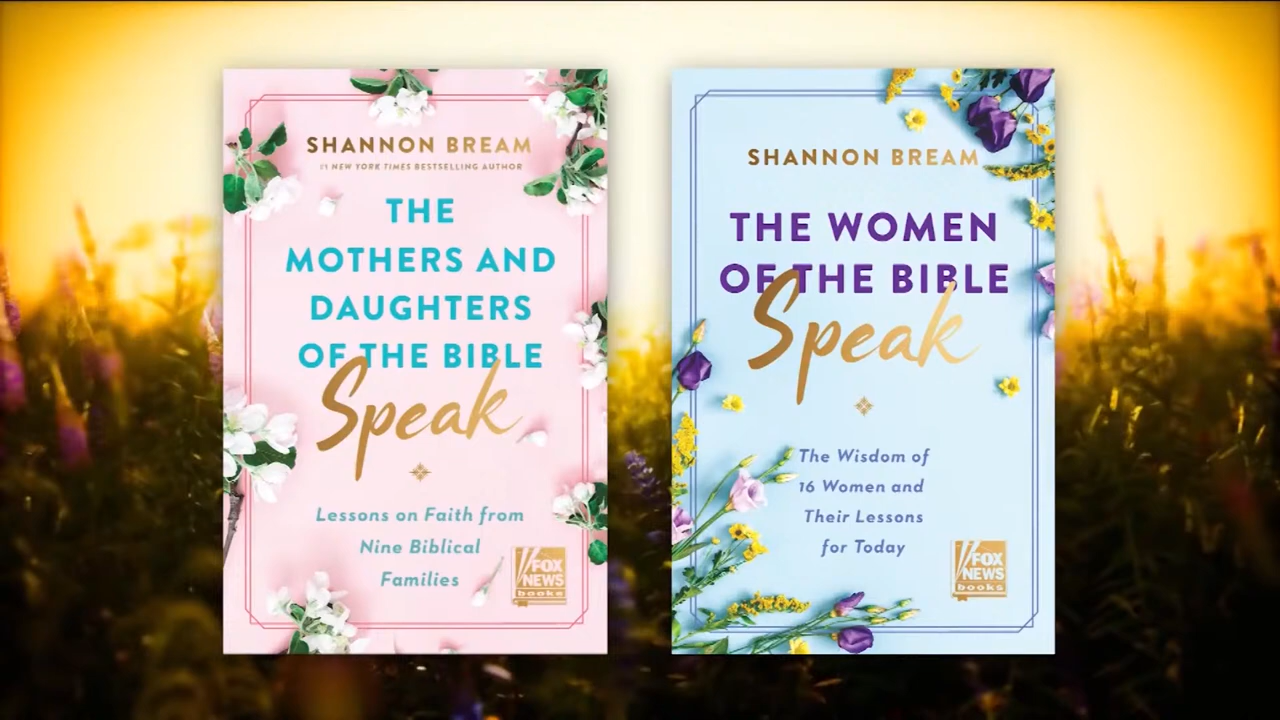 SHANNON BREAM
#1 NEW YORK TIMES BESTSELLING AUTHOR
THE
MOTHERS AND
DAUGHTERS
OF THE BIBLE
Speak
Lessons on Faith from
Nine Biblical
Families
FOX
NEWS
books
SHANNON BREAM
THE WOMEN
OF THE BIBLE
Speak
The Wisdom of
16 Women and
Their Lessons
for Today
FOX
NEWS
books